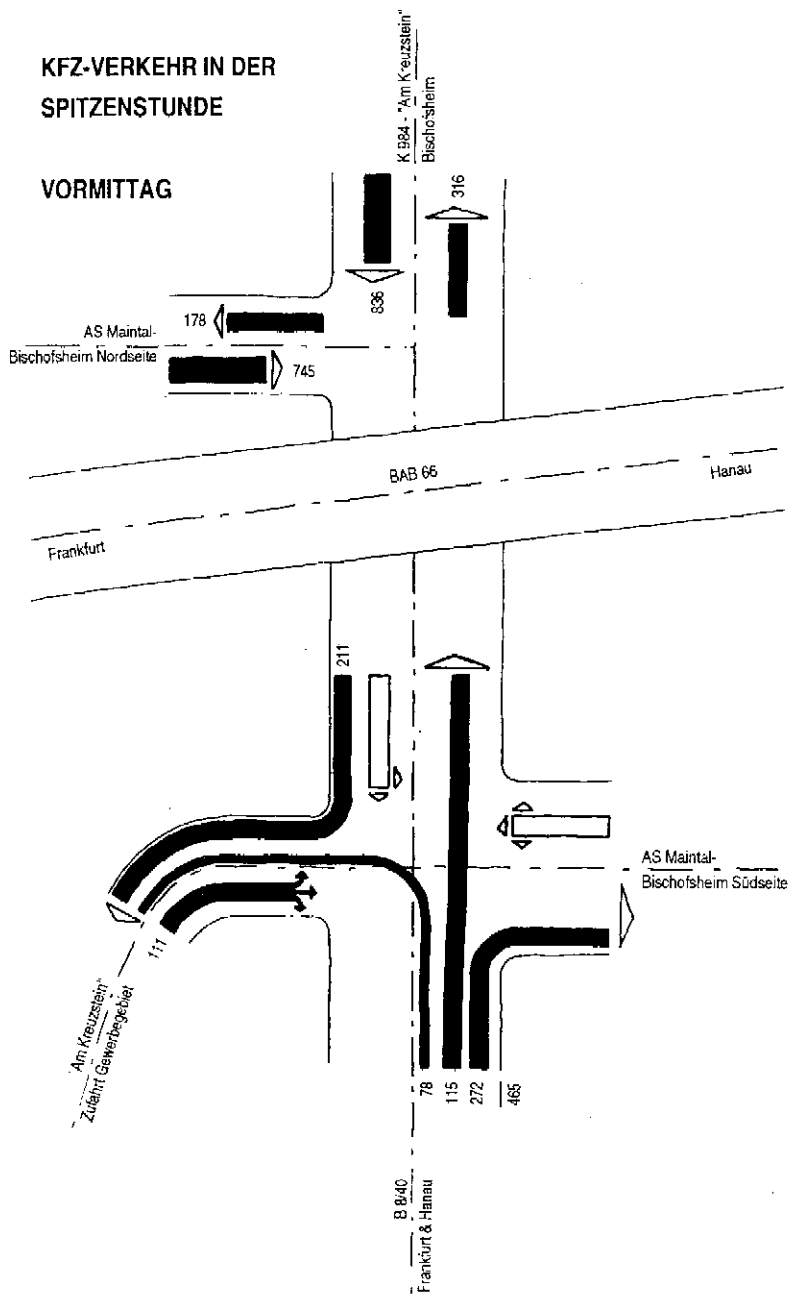 KFZ-VERKEHR IN DER
SPITZENSTUNDE
VORMITTAG
K 984 - "Am Kreuzstein"
Bischofsheim
316
836
178
AS Maintal-
Bischofsheim Nordseite
745
BAB 66
Hanau
Frankfurt
211
AS Maintal-
Bischofsheim Südseite
111
"Am Kreuzstein"
Zufahrt Gewerbegebiet
78
115
272
465
B 8/40
Frankfurt & Hanau